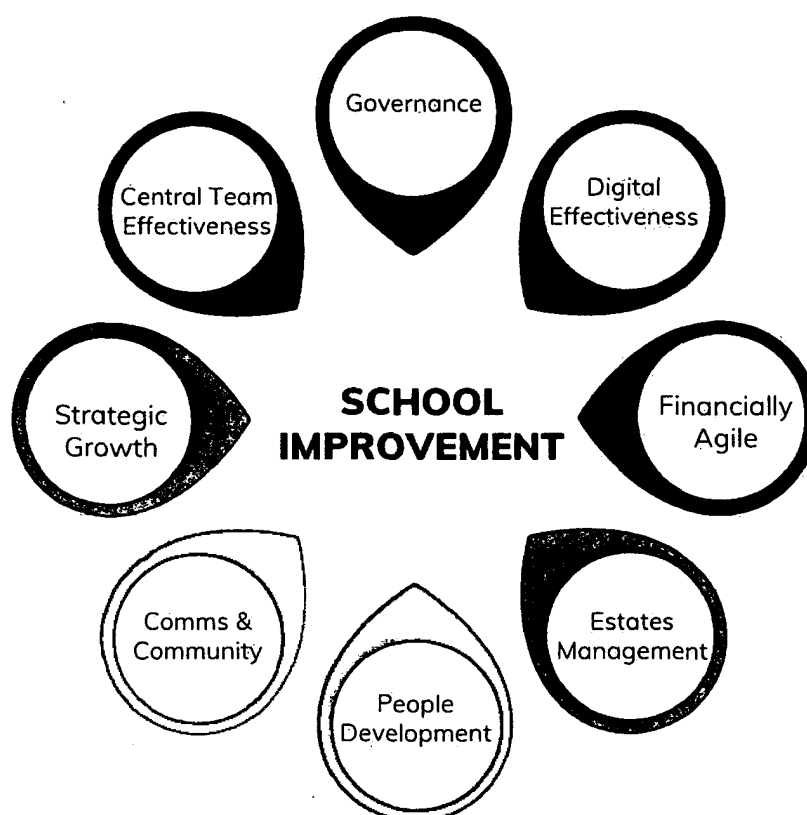 Governance
Digital
Effectiveness
Financially
Agile
Estates
Management
People
Development
Comms &
Community
Strategic
Growth
Central Team
Effectiveness
SCHOOL
IMPROVEMENT